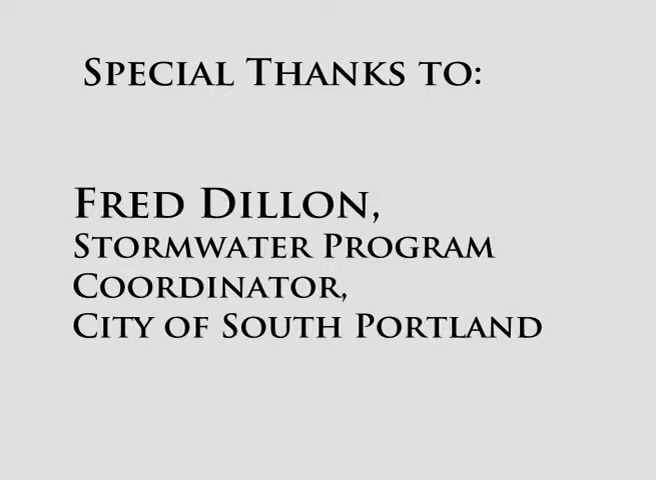 Special Thanks to:
Fred Dillon,
Stormwater Program
Coordinator,
City of South Portland